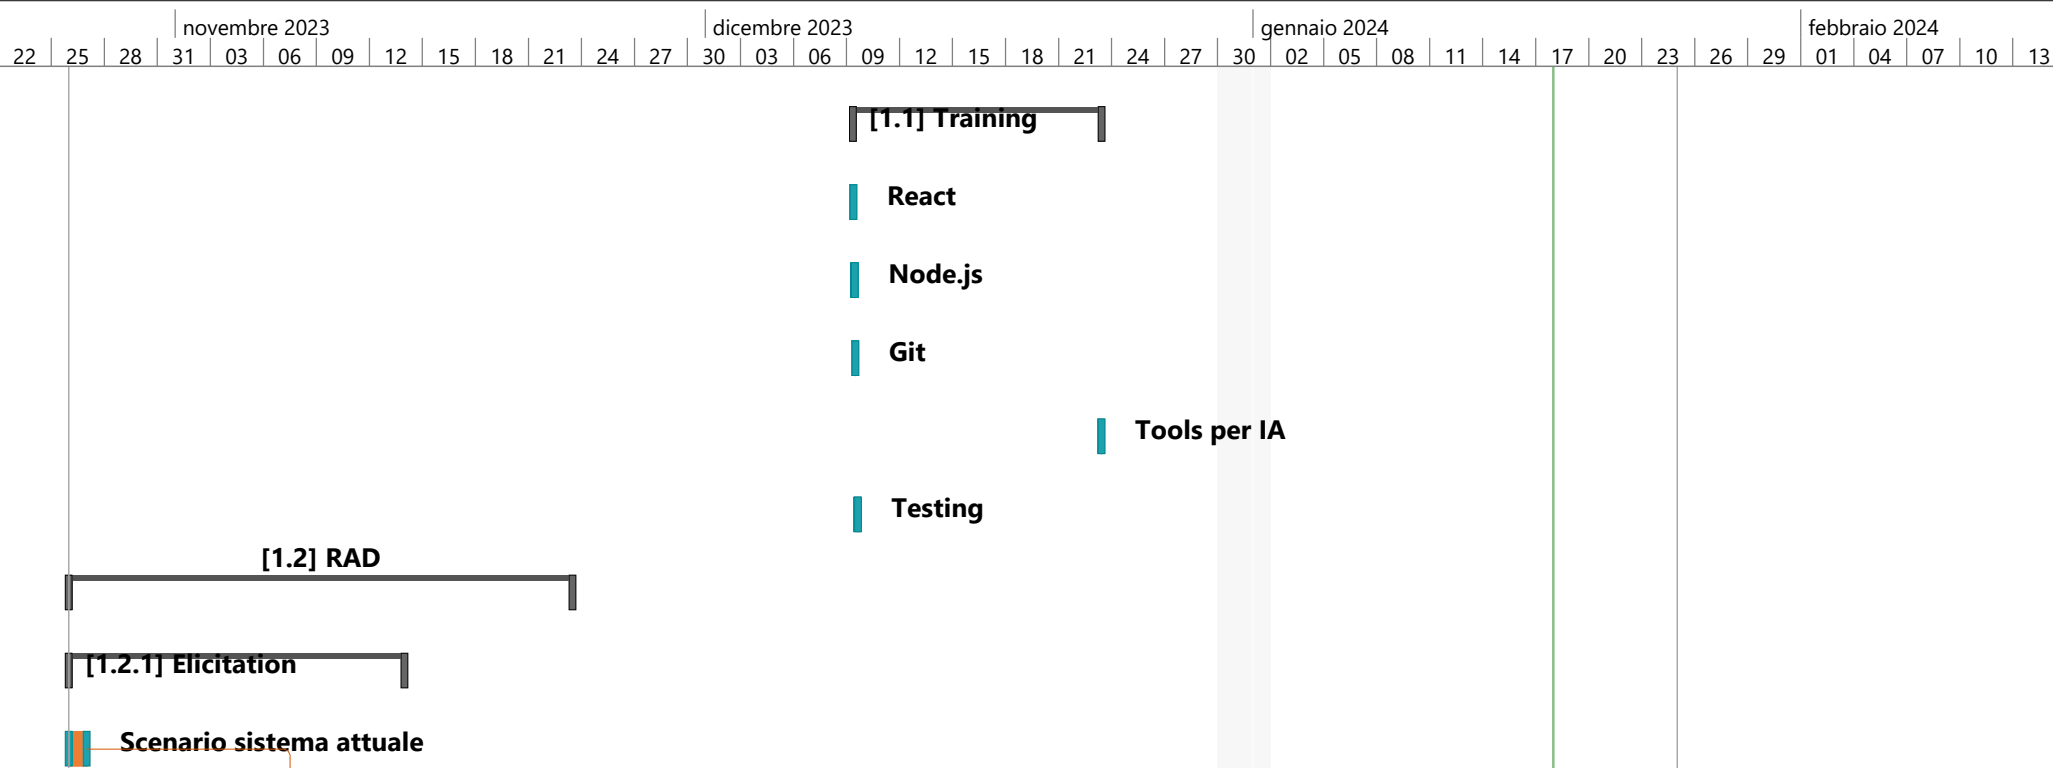 novembre 2023 dicembre 2023 gennaio 2024 febbraio 2024
22 25 28 31 03 06 09 12 15 18 21 24 27 30 03 06 09 12 15 18 21 24 27 30 02 05 08 11 14 17 20 23 26 29 01 04 07 10 13
[1.1] Training
React
Node.js
Git
Tools per IA
Testing
[1.2] RAD
[1.2.1] Elicitation
Scenario sistema attuale